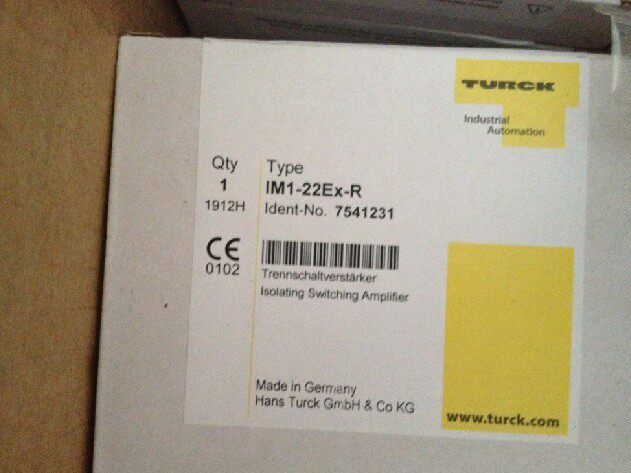 TURCK
Industrial
Automation
Qty
1
1912H
Type
IM1-22Ex-R
Ident-No. 7541231
CE
0102
Trennschaltverstärker
Isolating Switching Amplifier
Made in Germany
Hans Turck GmbH & Co KG
www.turck.com